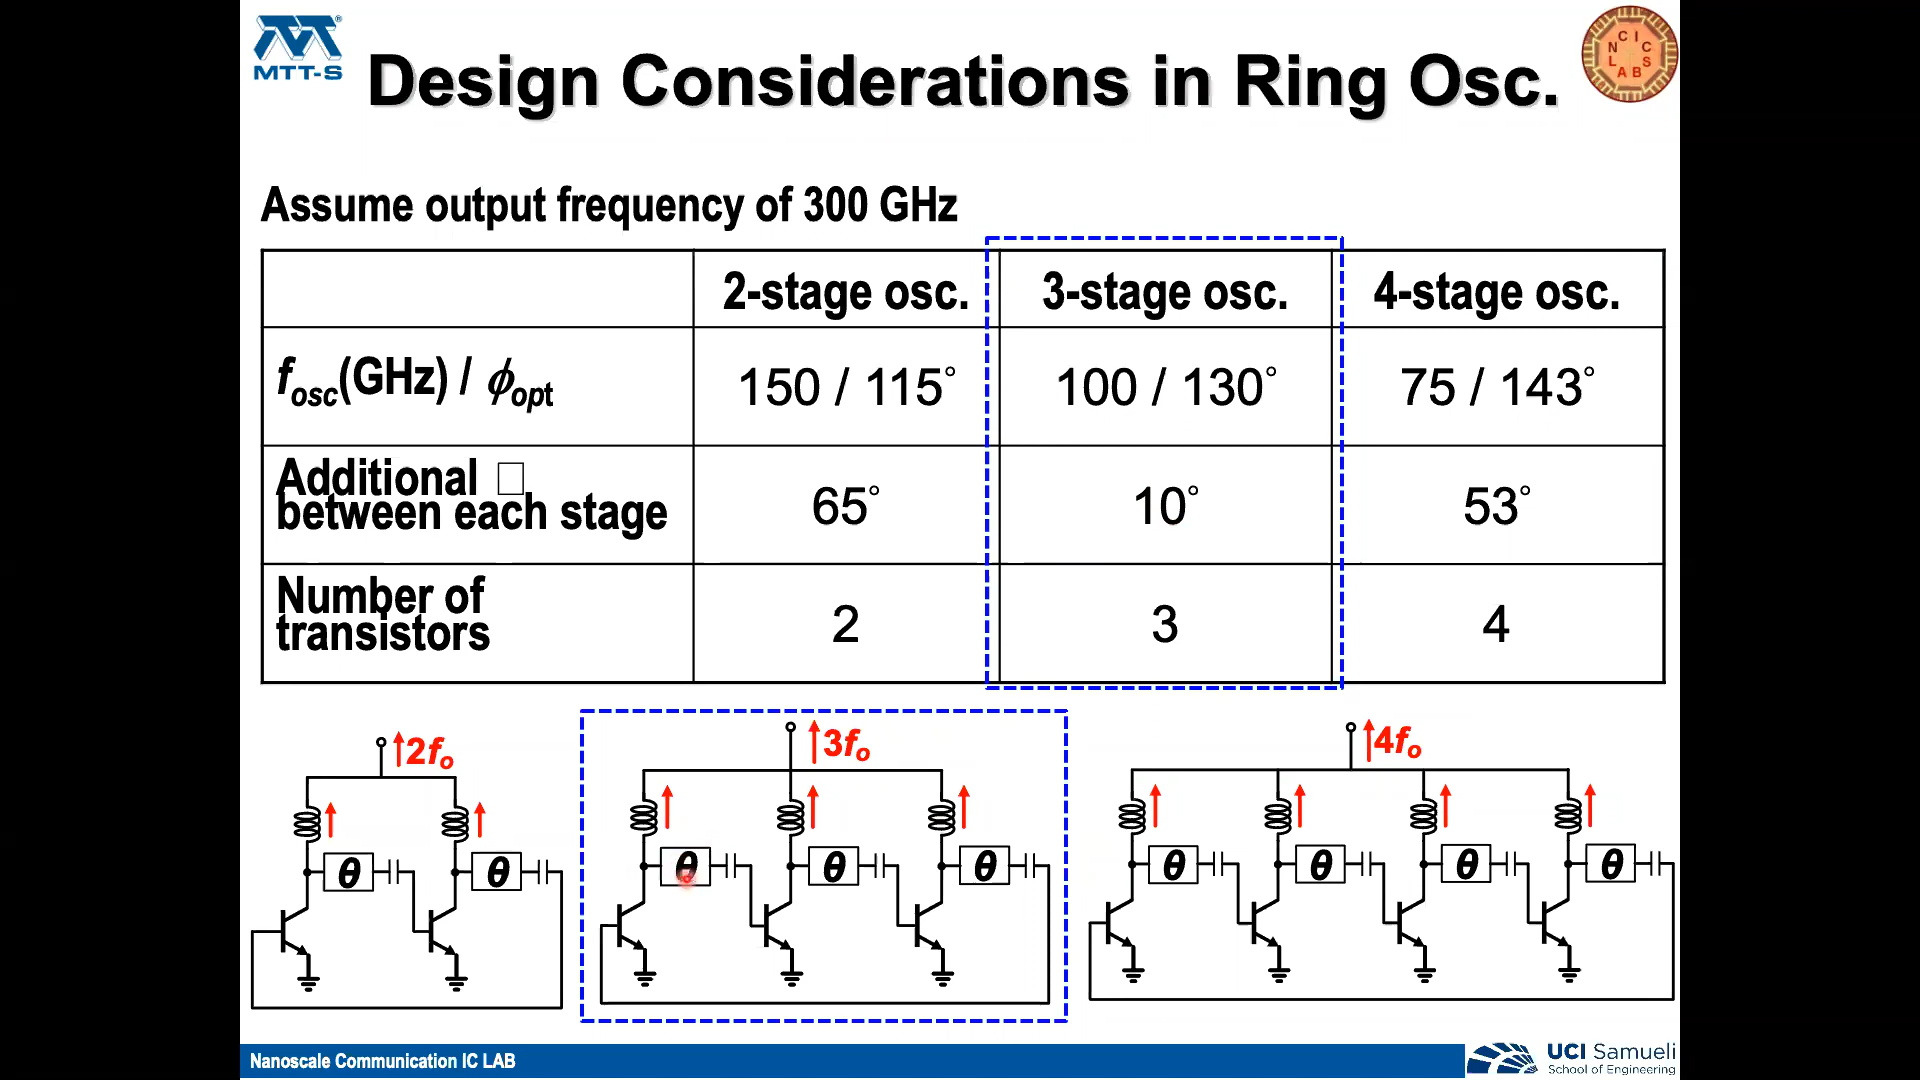 MTT-S
Design Considerations in Ring Osc.
CICS
NLAB
Assume output frequency of 300 GHz
2-stage osc. 3-stage osc. 4-stage osc.
fosc(GHz) / ϕopt 150 / 115° 100 / 130° 75 / 143°
Additional □
between each stage 65° 10° 53°
Number of
transistors 2 3 4
2fo 3fo 4fo
θ θ θ θ θ θ θ θ θ
Nanoscale Communication IC LAB
UCI Samueli
School of Engineering